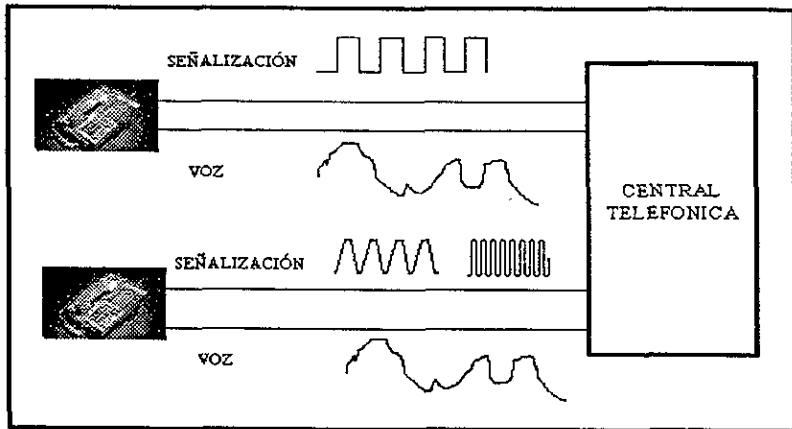 SEÑALIZACIÓN
VOZ
SEÑALIZACIÓN
VOZ
CENTRAL
TELEFONICA